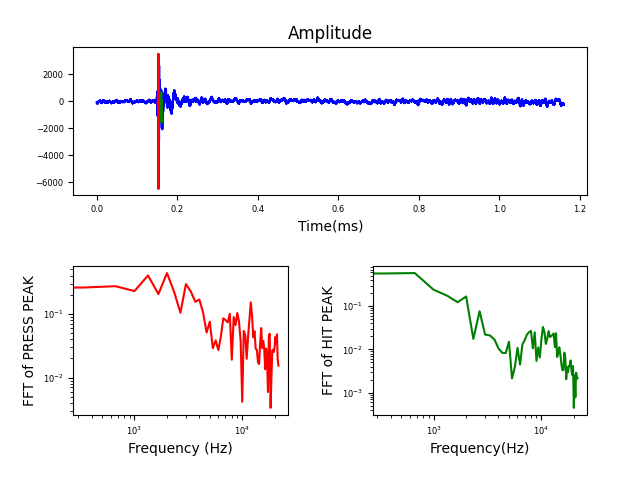 Amplitude
2000
0
−2000
−4000
−6000
0.0 0.2 0.4 0.6 0.8 1.0 1.2
Time(ms)
FFT of PRESS PEAK
10⁻¹
10⁻²
10³ 10⁴
Frequency (Hz)
FFT of HIT PEAK
10⁻¹
10⁻²
10⁻³
10³ 10⁴
Frequency(Hz)